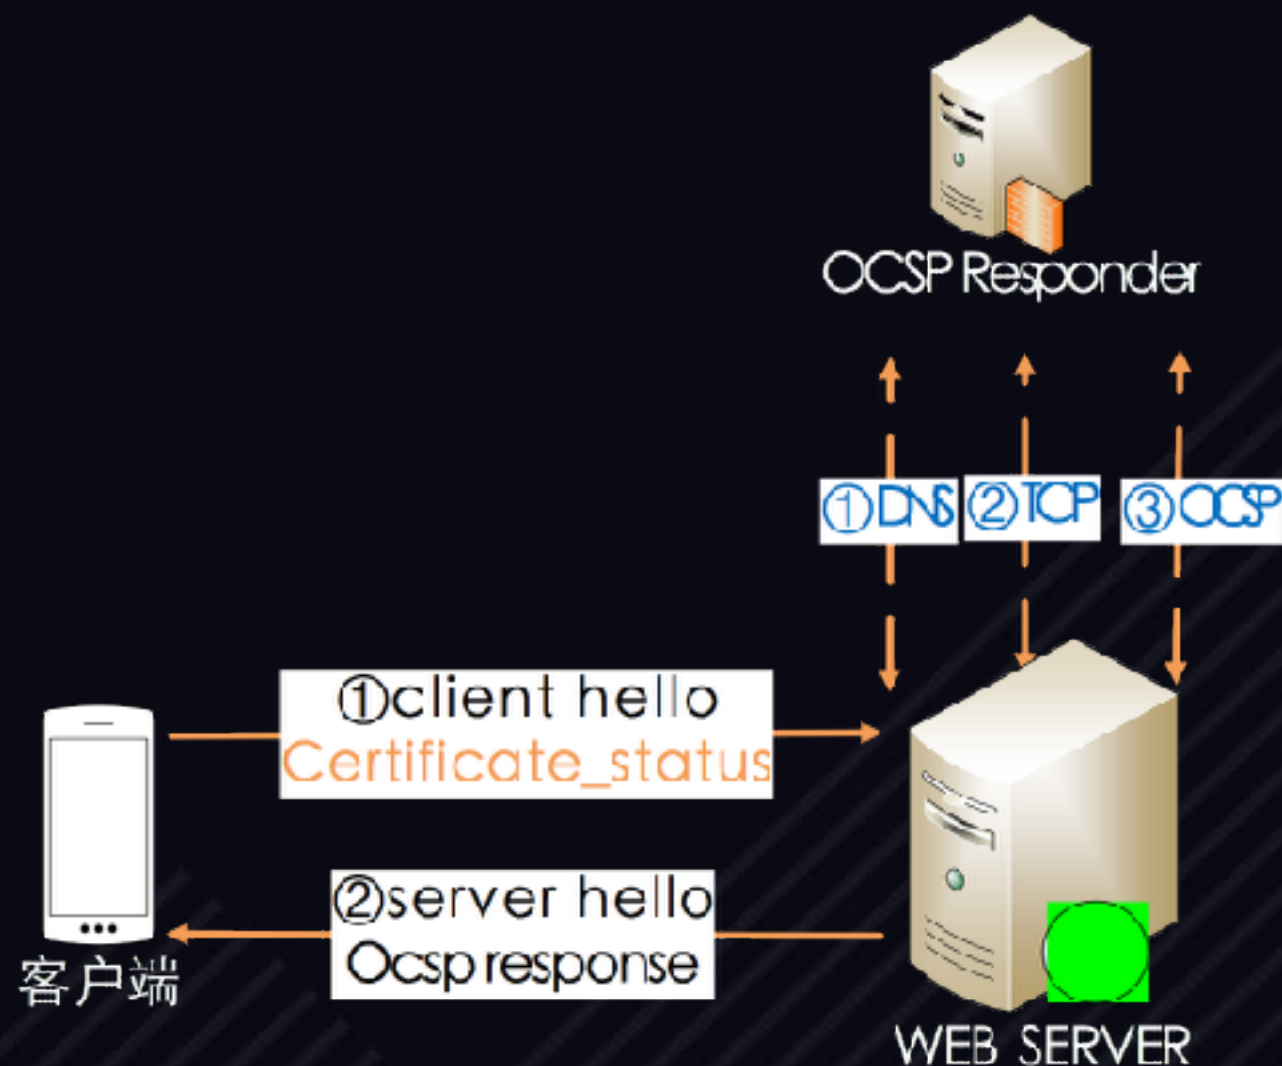 OCSP Responder
①DNS
②TCP
③OCSP
①client hello
Certificate_status
②server hello
Ocsp response
客户端
WEB SERVER